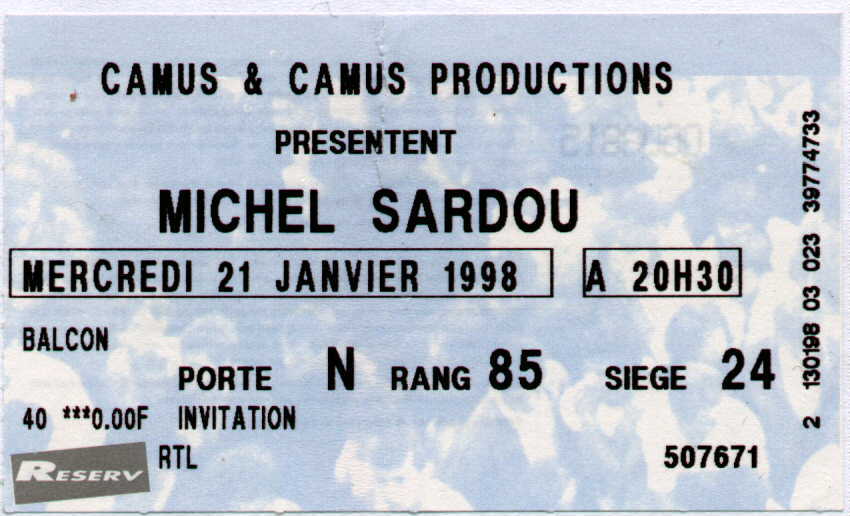 CAMUS & CAMUS PRODUCTIONS
PRESENTENT
MICHEL SARDOU
MERCREDI 21 JANVIER 1998 A 20H30
BALCON
PORTE N RANG 85 SIEGE 24
40 ***0.00F INVITATION
RESERV RTL 507671
2 130198 03 023 39774733